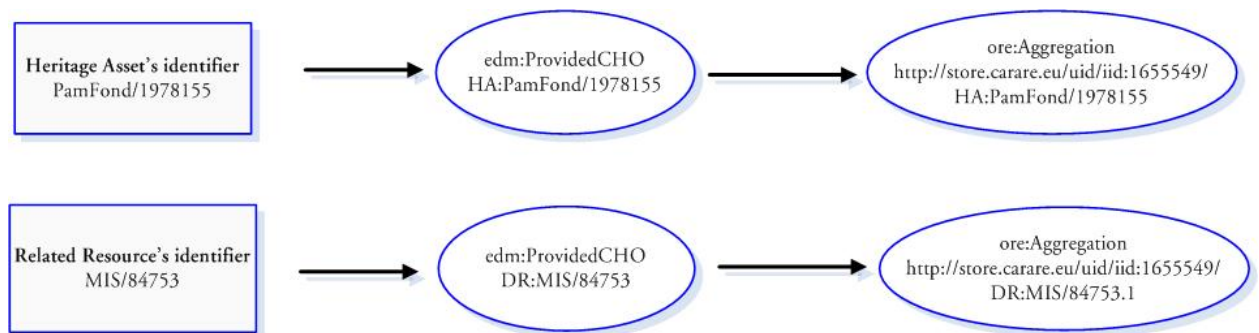 Heritage Asset's identifier
PamFond/1978155
edm:ProvidedCHO
HA:PamFond/1978155
ore:Aggregation
http://store.carare.eu/uid/iid:1655549/
HA:PamFond/1978155
Related Resource's identifier
MIS/84753
edm:ProvidedCHO
DR:MIS/84753
ore:Aggregation
http://store.carare.eu/uid/iid:1655549/
DR:MIS/84753.1